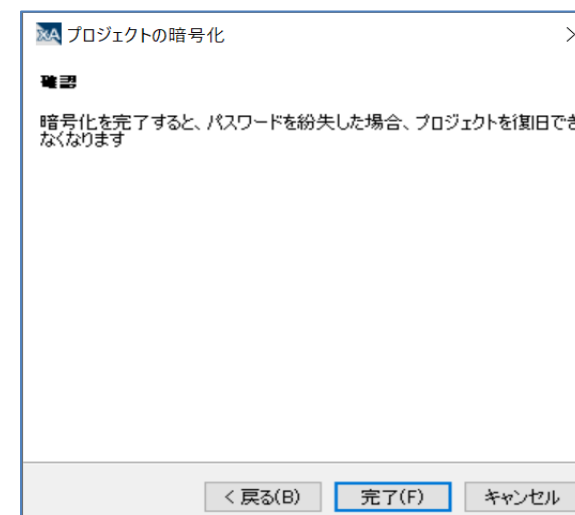 プロジェクトの暗号化
確認
暗号化を完了すると、パスワードを紛失した場合、プロジェクトを復旧でき
なくなります
< 戻る(B)
完了(F)
キャンセル